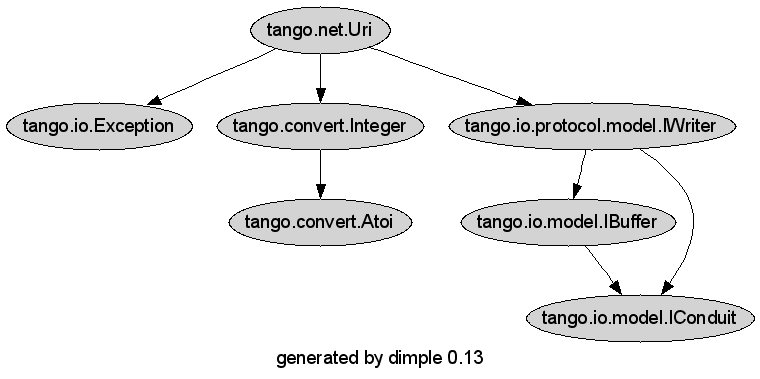 tango.net.Uri
tango.io.Exception
tango.convert.Integer
tango.io.protocol.model.IWriter
tango.convert.Atoi
tango.io.model.IBuffer
tango.io.model.IConduit
generated by dimple 0.13